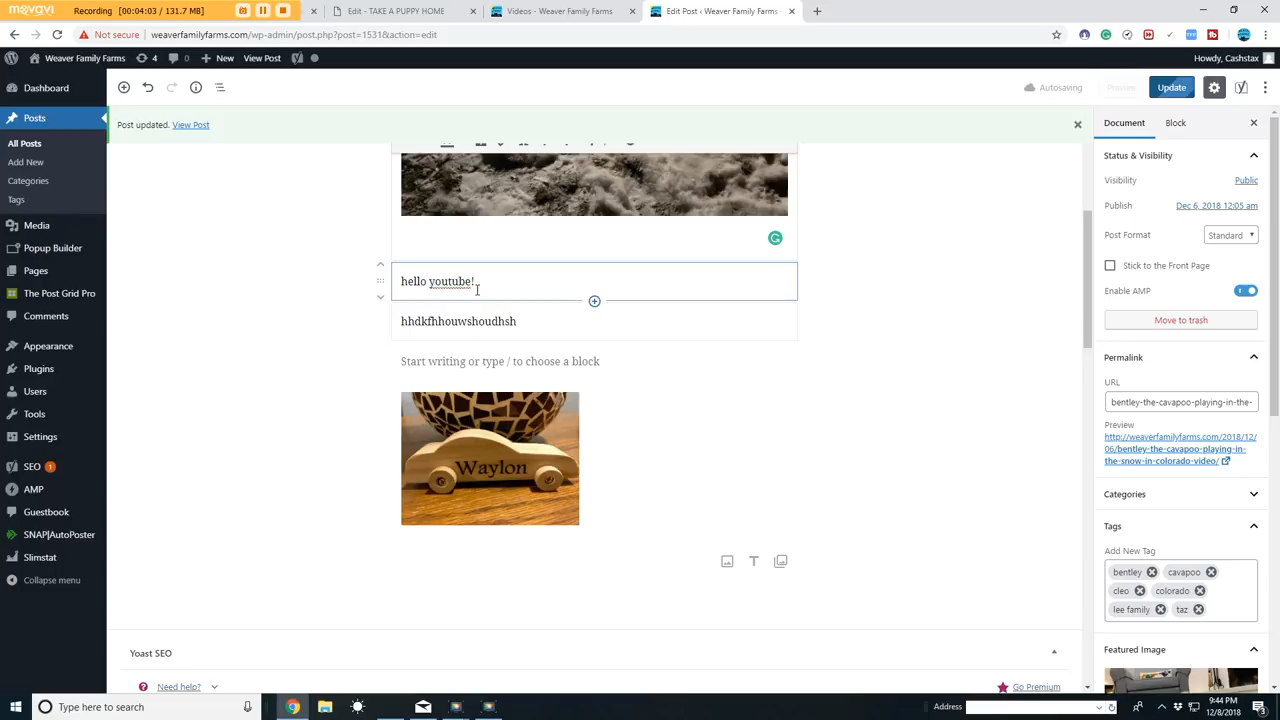 movavi
Recording ( 00:04:03 / 131.7 MB )
Edit - TAKE A PUPPY HOME
Videos - Weaver Family Farms —
Edit Post ‹ Weaver Family Farms —
Not secure
weaverfamilyfarms.com/wp-admin/post.php?post=1531&action=edit
Weaver Family Farms
4
0
New
View Post
Howdy, Cashstax
Dashboard
Posts
All Posts
Add New
Categories
Tags
Media
Popup Builder
Pages
The Post Grid Pro
Comments
Appearance
Plugins
Users
Tools
Settings
SEO 1
AMP
Guestbook
SNAP|AutoPoster
Slimstat
Collapse menu
Autosaving
Preview
Update
Post updated. View Post
hello youtube!
hhdkfhhouwshoudhsh
Start writing or type / to choose a block
Waylon
Yoast SEO
Need help?
Go Premium
Document
Block
Status & Visibility
Visibility
Public
Publish
Dec 6, 2018 12:05 am
Post Format
Standard
Stick to the Front Page
Enable AMP
Move to trash
Permalink
URL
bentley-the-cavapoo-playing-in-the-
Preview
http://weaverfamilyfarms.com/2018/12/
06/bentley-the-cavapoo-playing-in-
the-snow-in-colorado-video/
Categories
Tags
Add New Tag
bentley
cavapoo
cleo
colorado
lee family
taz
Featured Image
Type here to search
Address
9:44 PM
12/8/2018
3